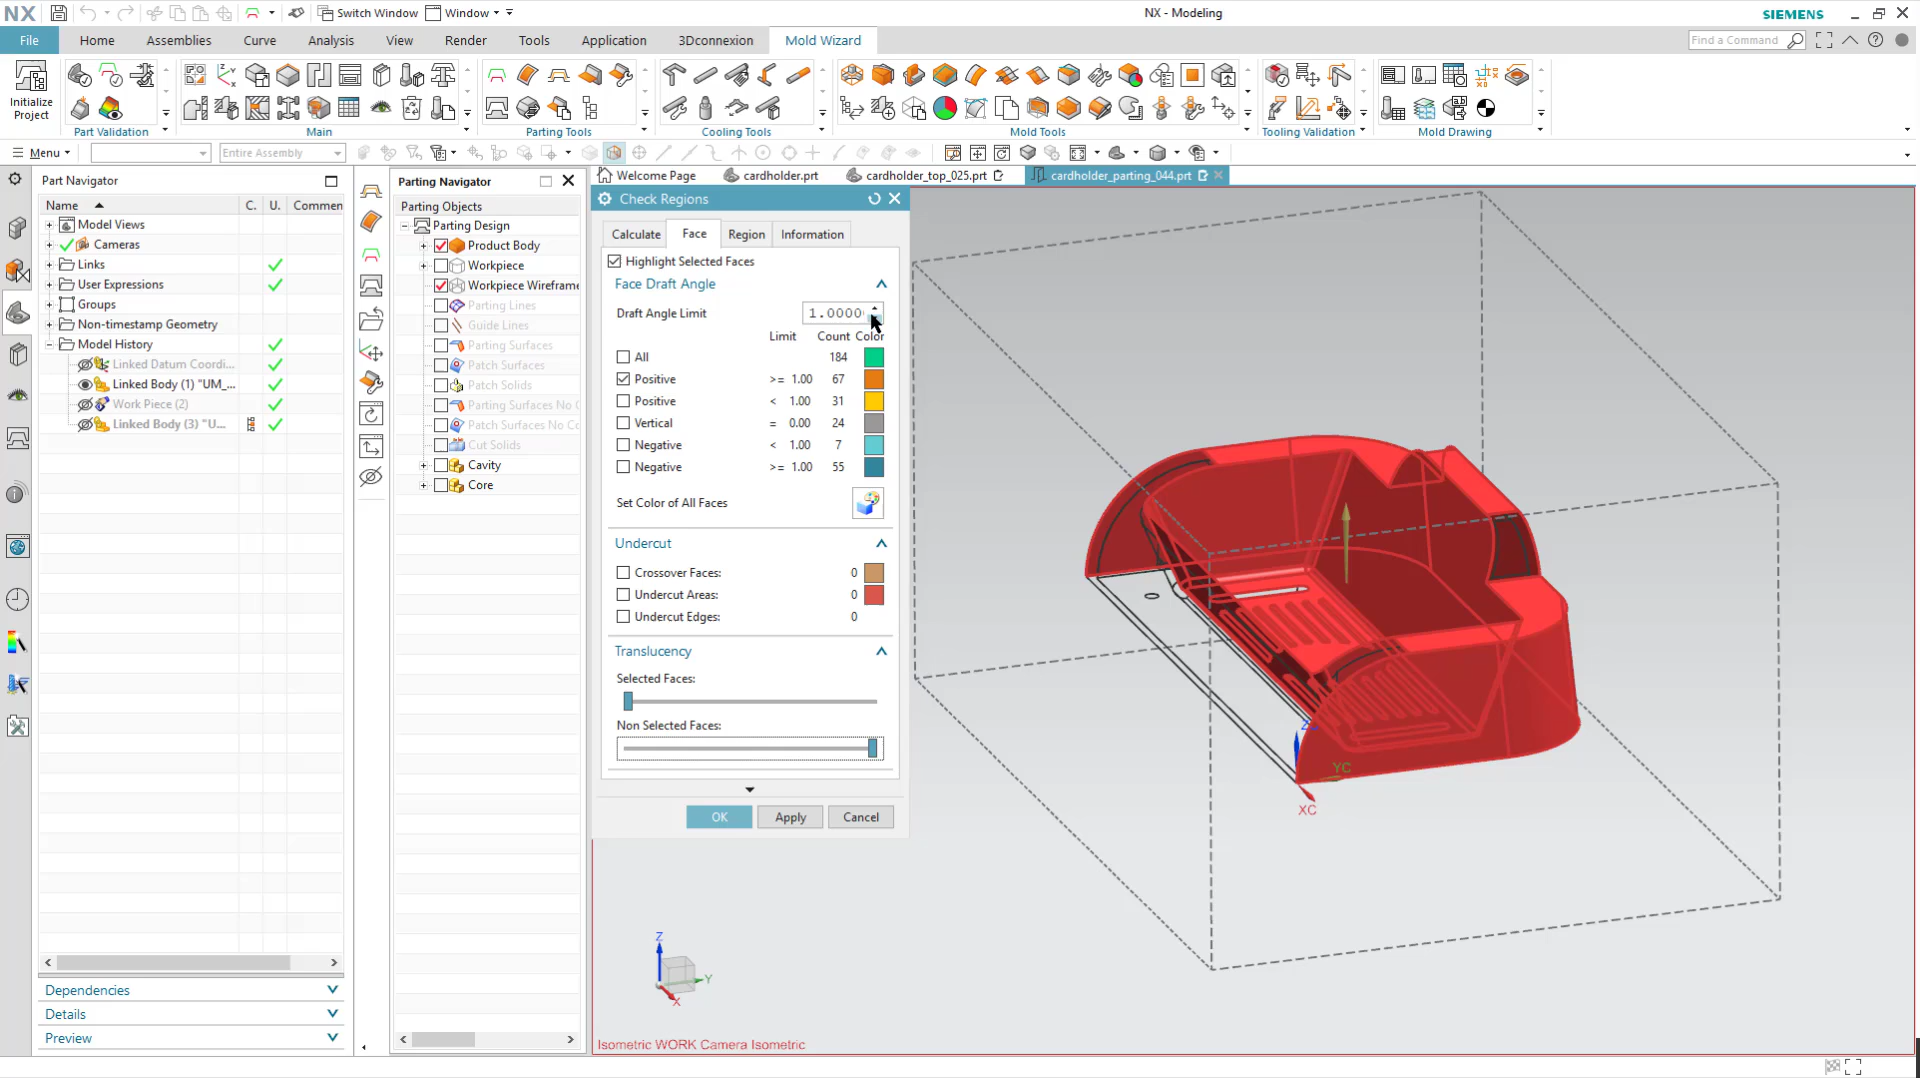 NX
Switch Window
Window
NX - Modeling
SIEMENS
File
Home
Assemblies
Curve
Analysis
View
Render
Tools
Application
3Dconnexion
Mold Wizard
Find a Command
Initialize
Project
Part Validation
Main
Parting Tools
Cooling Tools
Mold Tools
Tooling Validation
Mold Drawing
Menu
Entire Assembly
Part Navigator
Name
C.
U.
Commen
Model Views
Cameras
Links
User Expressions
Groups
Non-timestamp Geometry
Model History
Linked Datum Coordi...
Linked Body (1) "UM_...
Work Piece (2)
Linked Body (3) "U...
Dependencies
Details
Preview
Parting Navigator
Parting Objects
Parting Design
Product Body
Workpiece
Workpiece Wireframe
Parting Lines
Guide Lines
Parting Surfaces
Patch Surfaces
Patch Solids
Parting Surfaces No C
Patch Surfaces No Co
Cut Solids
Cavity
Core
Welcome Page
cardholder.prt
cardholder_top_025.prt
cardholder_parting_044.prt
Check Regions
Calculate
Face
Region
Information
Highlight Selected Faces
Face Draft Angle
Draft Angle Limit
1.0000
Limit Count Color
All 184
Positive >= 1.00 67
Positive < 1.00 31
Vertical = 0.00 24
Negative < 1.00 7
Negative >= 1.00 55
Set Color of All Faces
Undercut
Crossover Faces: 0
Undercut Areas: 0
Undercut Edges: 0
Translucency
Selected Faces:
Non Selected Faces:
OK
Apply
Cancel
Z
YC
XC
Z
Y
X
Isometric WORK Camera Isometric